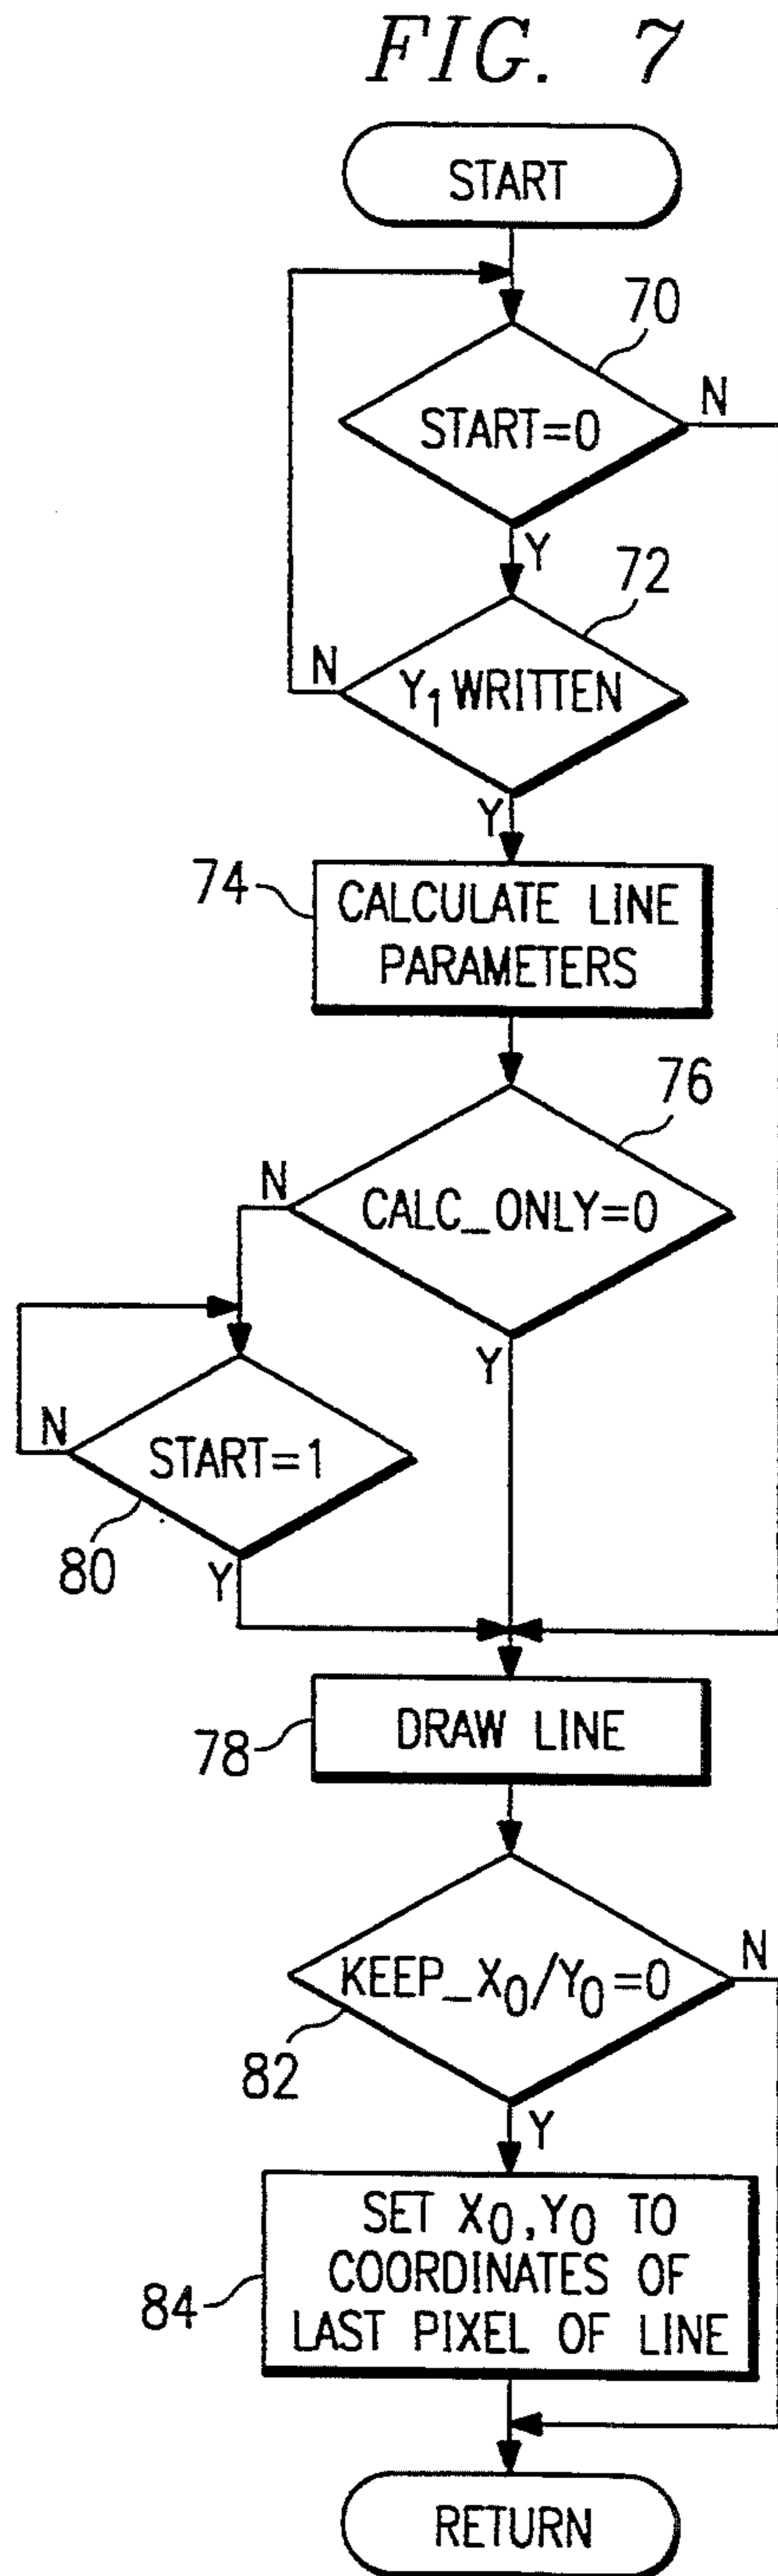 FIG. 7
START
70
START=0
N
Y
72
Y₁ WRITTEN
N
Y
74
CALCULATE LINE
PARAMETERS
76
CALC_ONLY=0
N
Y
START=1
N
80
Y
78
DRAW LINE
KEEP_X₀/Y₀=0
N
82
Y
SET X₀,Y₀ TO
COORDINATES OF
LAST PIXEL OF LINE
84
RETURN